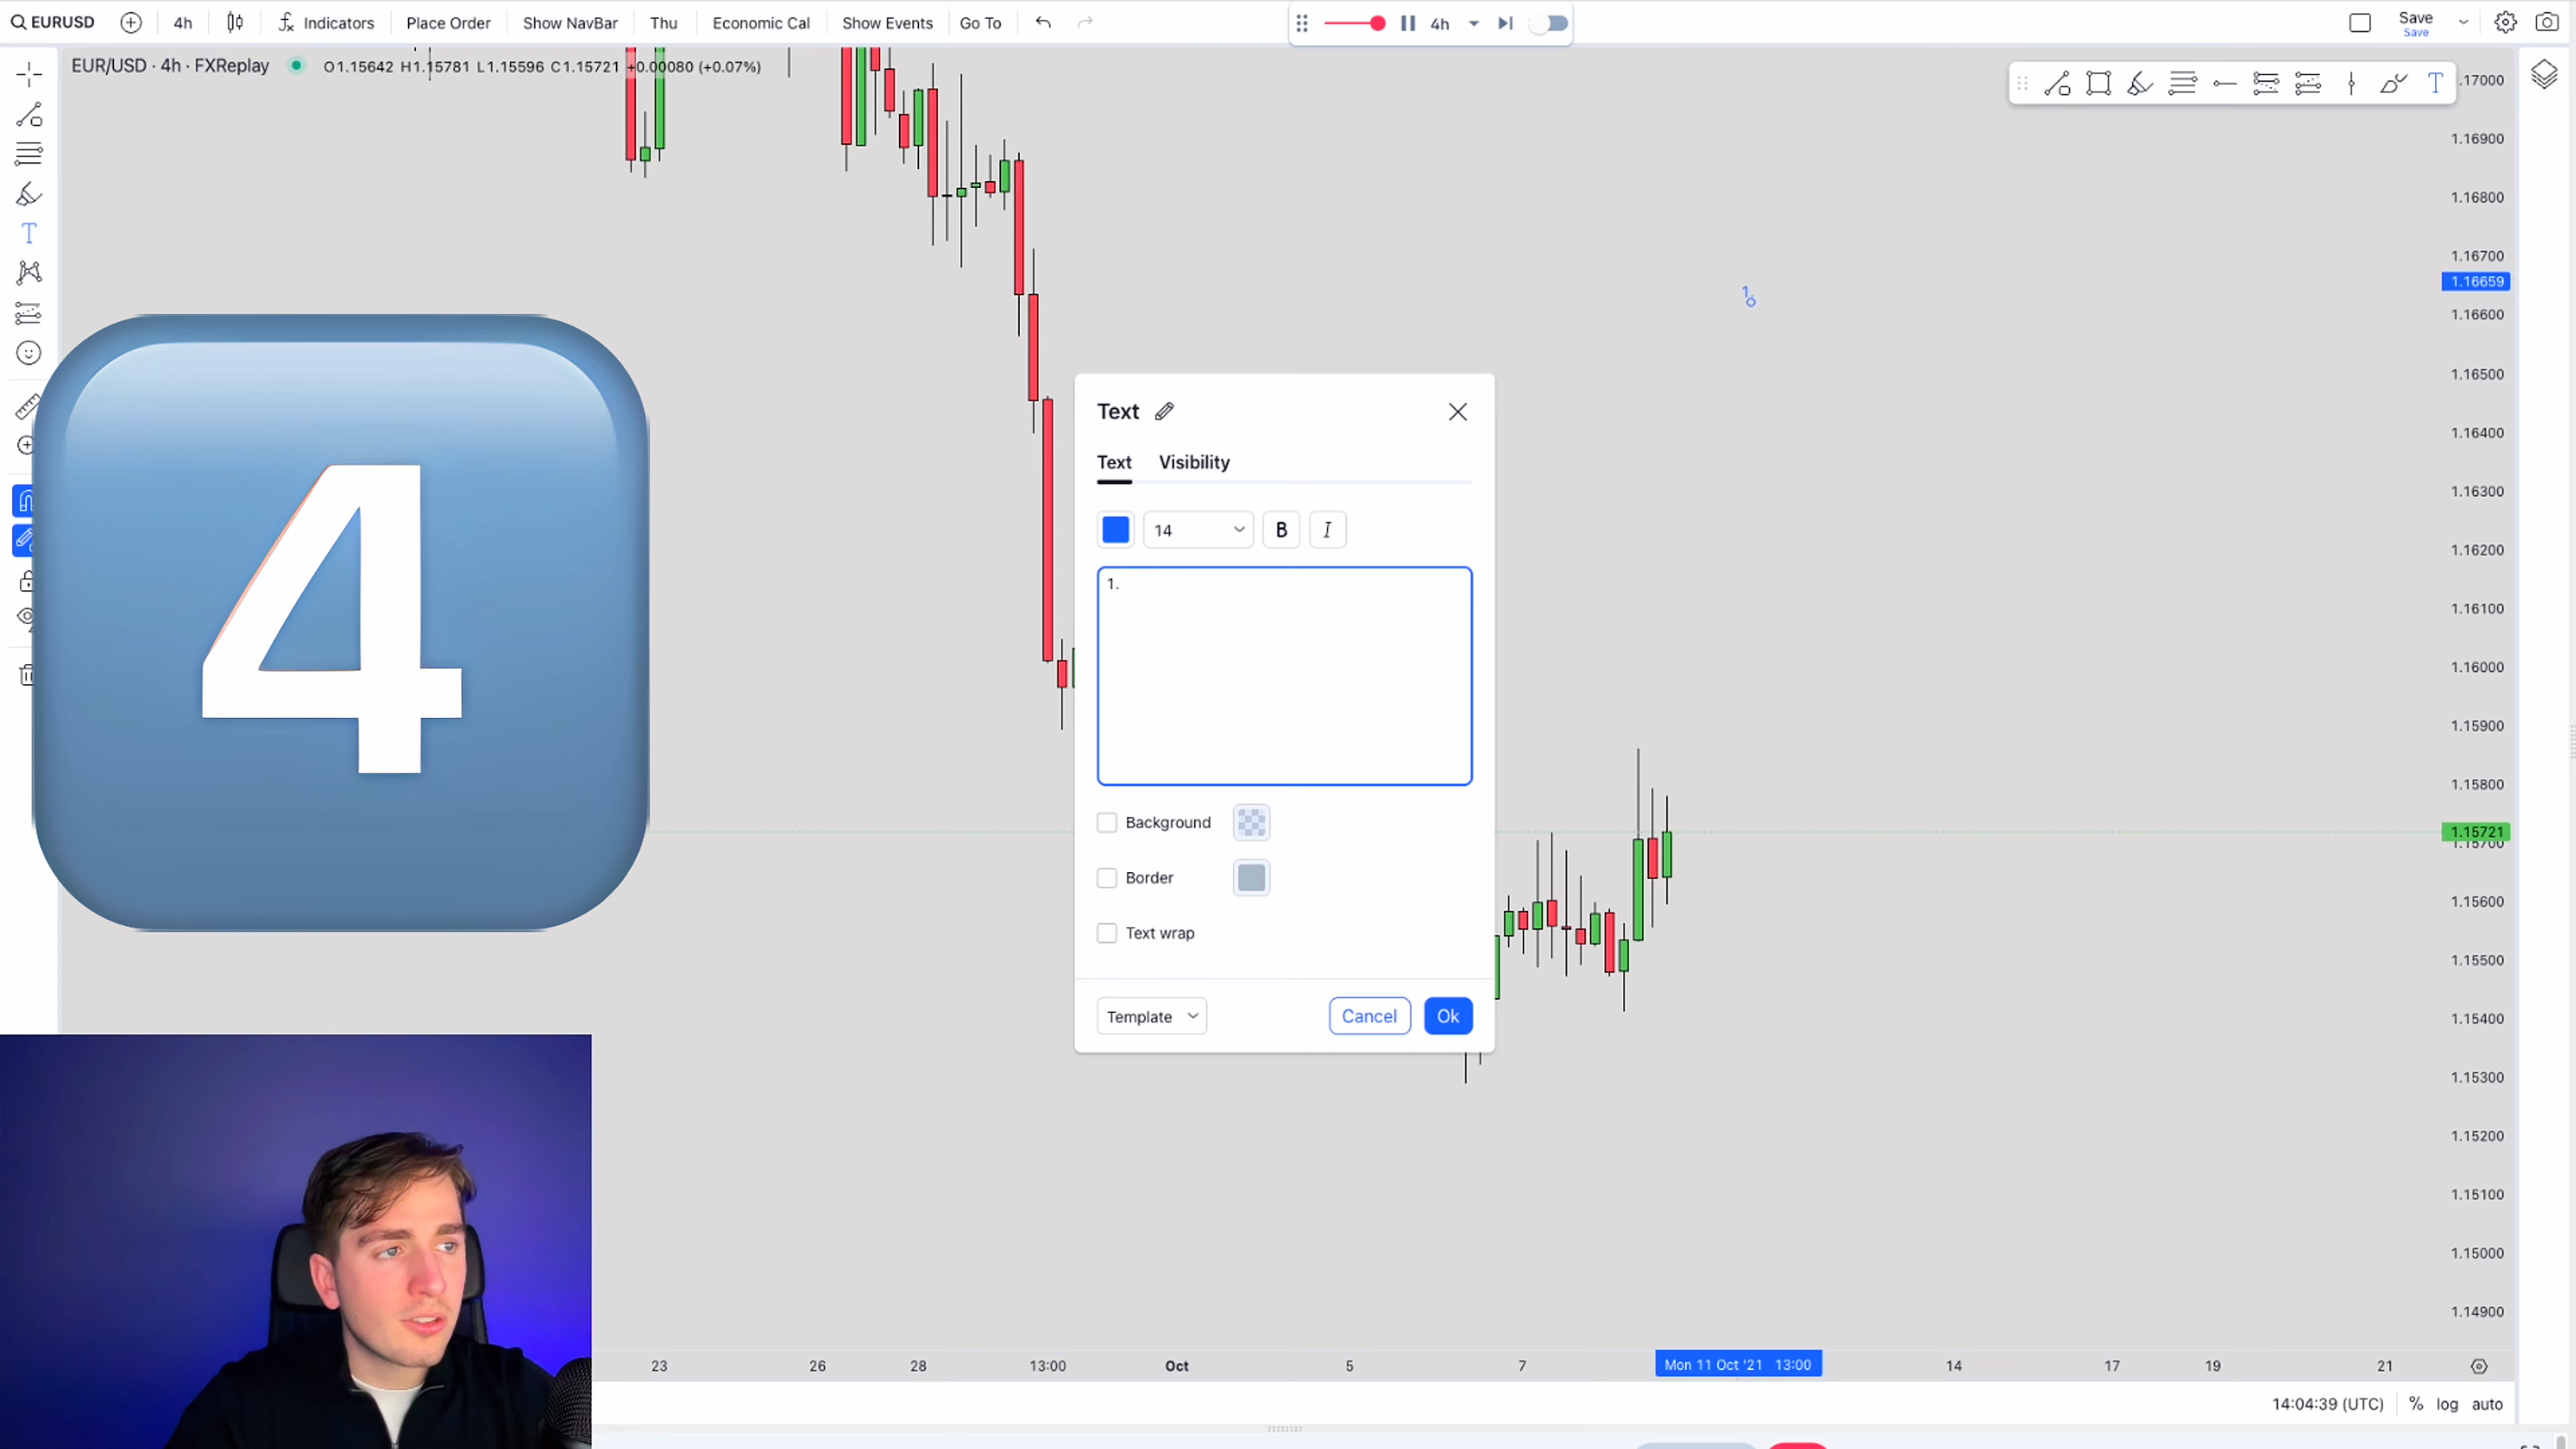 EURUSD 4h Indicators Place Order Show NavBar Thu Economic Cal Show Events Go To 4h Save
Save
EUR/USD · 4h · FXReplay O1.15642 H1.15781 L1.15596 C1.15721 +0.00080 (+0.07%)
T
T
1.17000
1.16900
1.16800
1.16700
1.16659
1.16600
1.16500
1.16400
1.16300
1.16200
1.16100
1.16000
1.15900
1.15800
1.15721
1.15700
1.15600
1.15500
1.15400
1.15300
1.15200
1.15100
1.15000
1.14900
1.
4
Text
Text Visibility
14 B I
1.
Background
Border
Text wrap
Template Cancel Ok
23 26 28 13:00 Oct 5 7 Mon 11 Oct '21 13:00 14 17 19 21
14:04:39 (UTC) % log auto